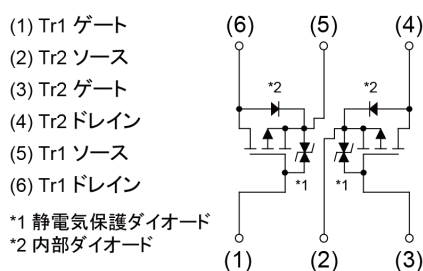 (1) Tr1 ゲート
(2) Tr2 ソース
(3) Tr2 ゲート
(4) Tr2 ドレイン
(5) Tr1 ソース
(6) Tr1 ドレイン
*1 静電気保護ダイオード
*2 内部ダイオード
(6) (5) (4)
*2 *2
*1 *1
(1) (2) (3)